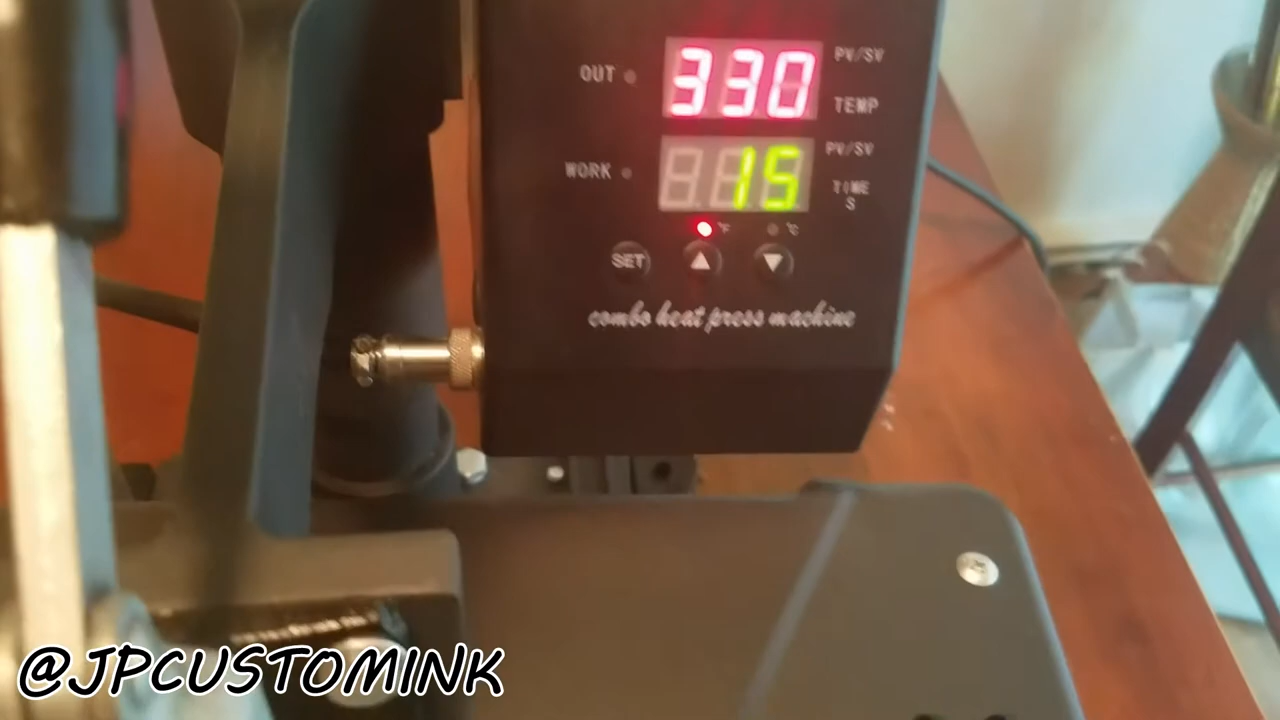 OUT 330 PV/SV
TEMP
WORK 15 PV/SV
TIME
S
°F °C
SET
combo heat press machine
@JPCUSTOMINK